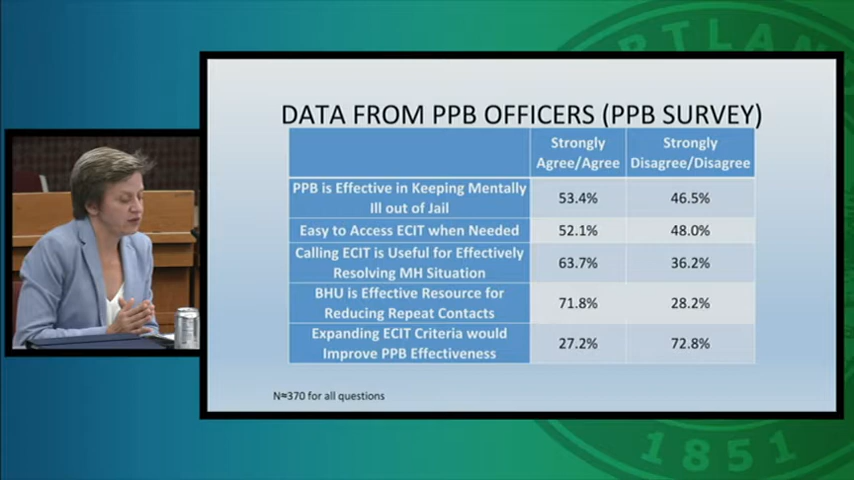 RTLAN
DATA FROM PPB OFFICERS (PPB SURVEY)
Strongly Agree/Agree
Strongly Disagree/Disagree
PPB is Effective in Keeping Mentally
Ill out of Jail
53.4%
46.5%
Easy to Access ECIT when Needed
52.1%
48.0%
Calling ECIT is Useful for Effectively
Resolving MH Situation
63.7%
36.2%
BHU is Effective Resource for
Reducing Repeat Contacts
71.8%
28.2%
Expanding ECIT Criteria would
Improve PPB Effectiveness
27.2%
72.8%
N≈370 for all questions
1851